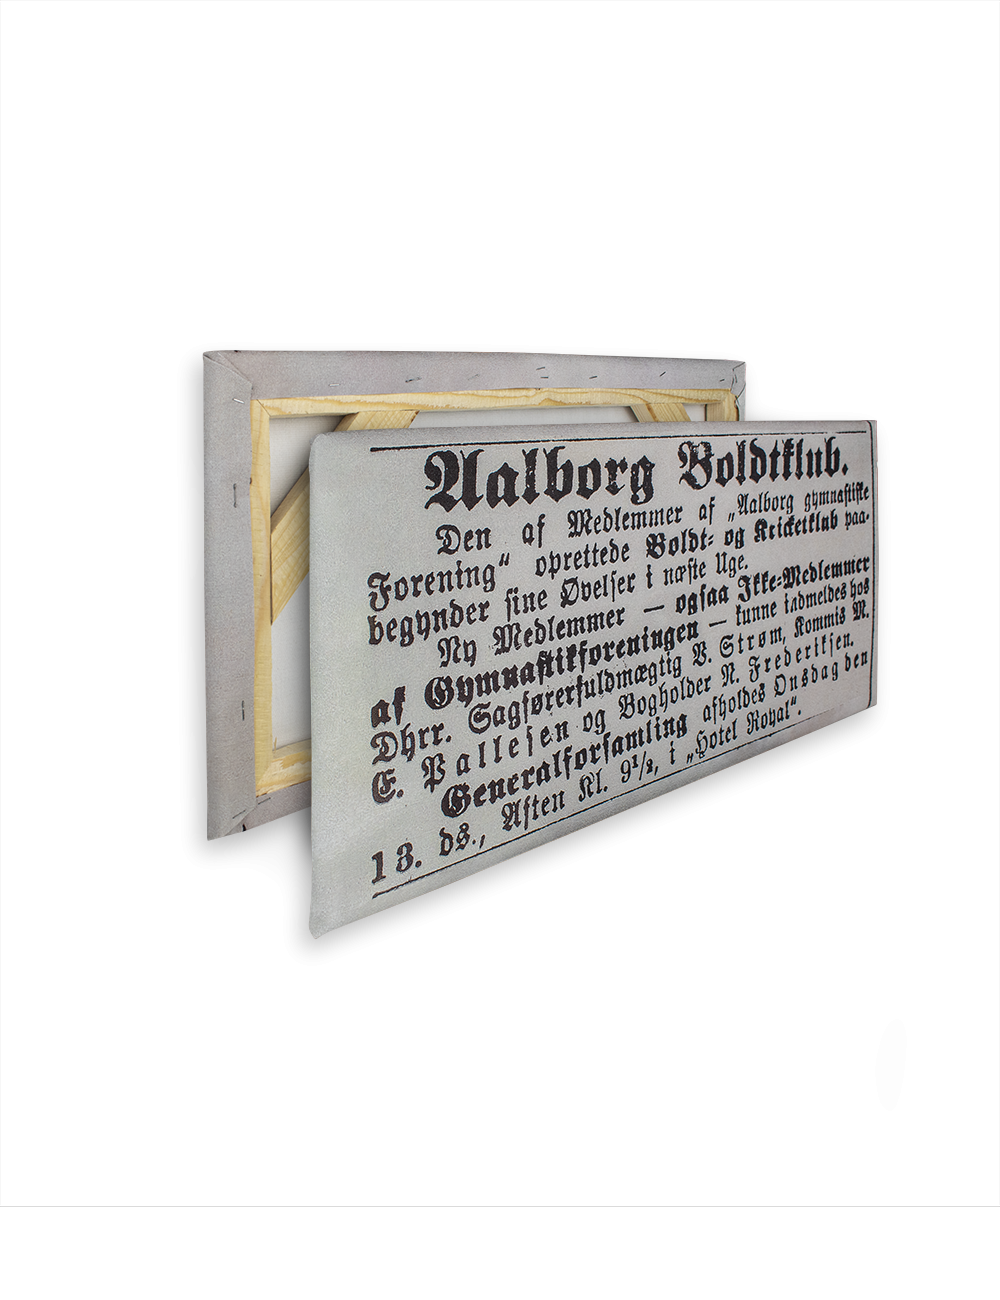 Aalborg Boldtklub.
Den af Medlemmer af „Aalborg gymnastiske
Forening“ oprettede Boldt- og Kricketklub paa-
begynder sine Øvelser i næste Uge.
Ny Medlemmer — ogsaa Ikke-Medlemmer
af Gymnastikforeningen — kunne indmeldes hos
Dhrr. Sagførerfuldmægtig V. Strøm, Kommis M.
E. Pallesen og Bogholder N. Frederiksen.
Generalforsamling afholdes Onsdag den
13. ds., Aften Kl. 9½, i „Hotel Royal“.